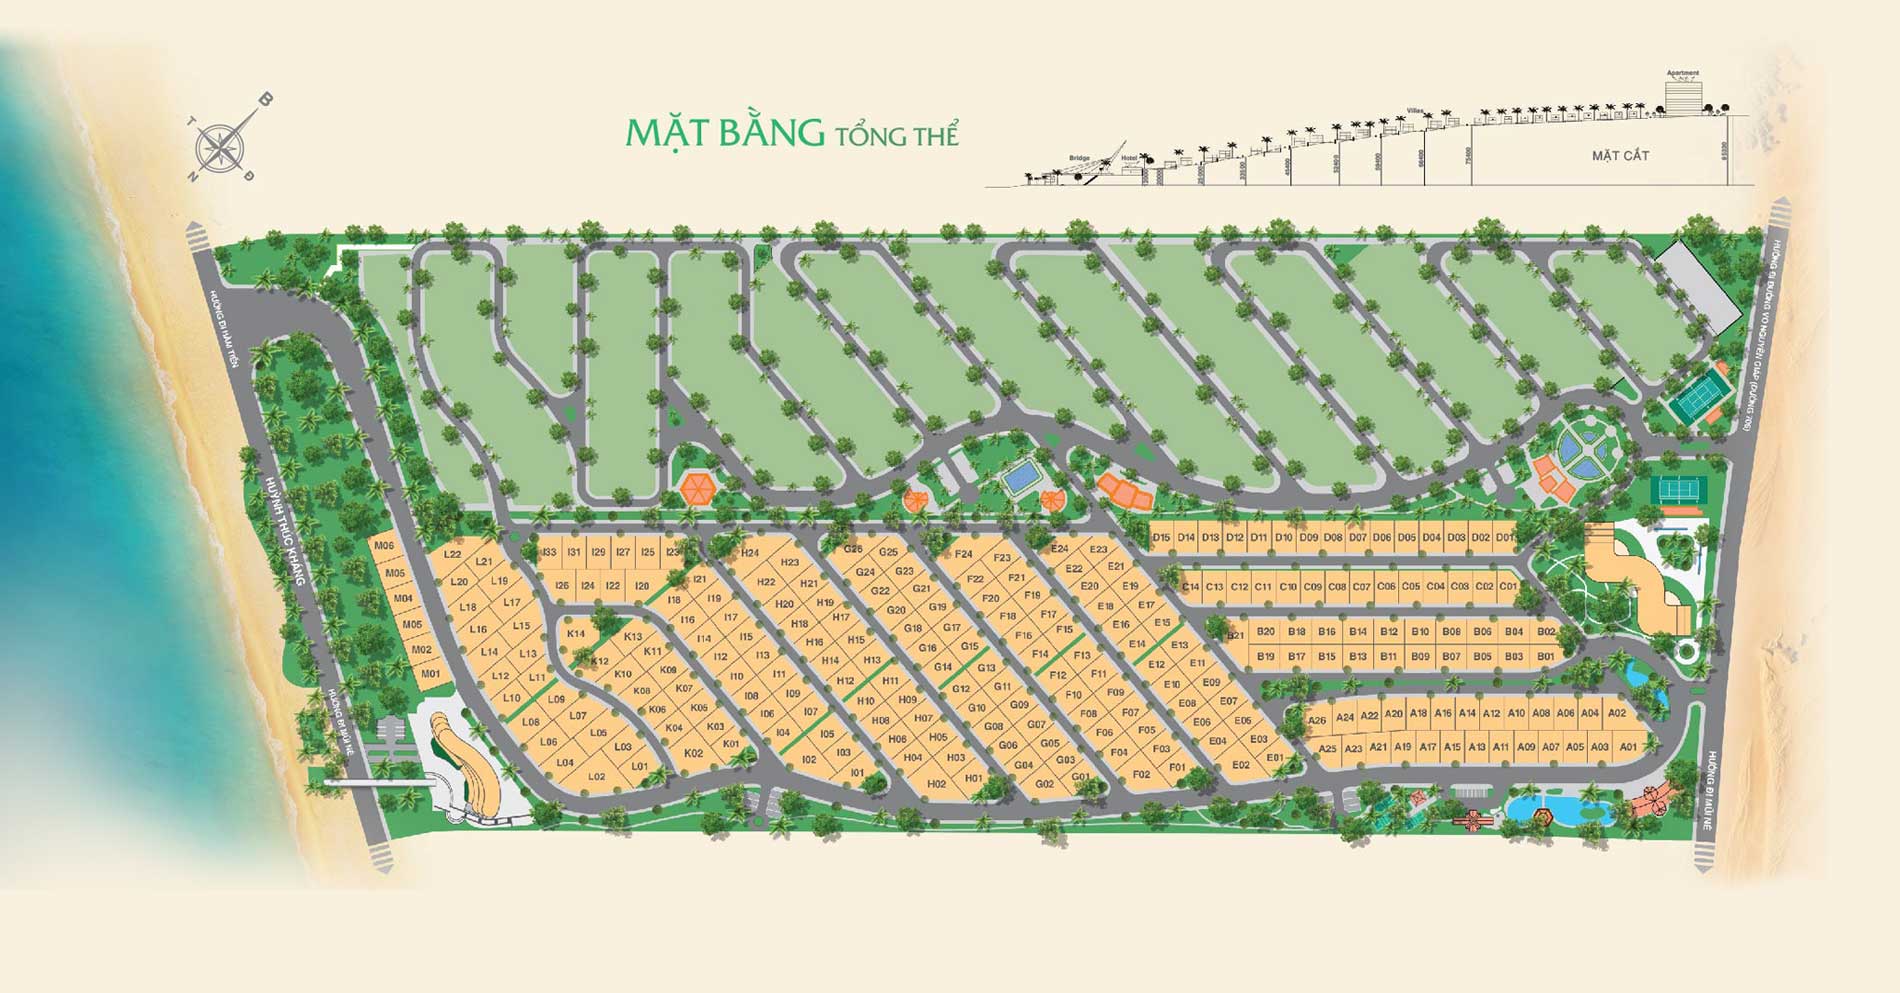 MẶT BẰNG TỔNG THỂ
B
T
N
Đ
Apartment
Villas
Bridge
Hotel
20000
25000
33500
45400
52400
59400
66400
75400
MẶT CẮT
HƯỚNG ĐI HÀM TIẾN
HUỲNH THÚC KHÁNG
HƯỚNG ĐI MŨI NÉ
HƯỚNG ĐI ĐƯỜNG VO NGUYEN GIAP (ĐƯỜNG 706)
HƯỚNG ĐI MŨI NÉ
M06
M05
M04
M05
M02
M01
L22 L21
L20 L19
L18 L17
L16 L15
L14 L13
L12 L11
L10 L09
L08 L07
L06 L05
L04 L03
L02 L01
K14 K13
K12 K11
K10 K09
K08 K07
K06 K05
K04 K03
K02 K01
I33 I31 I29 I27 I25 I23
I26 I24 I22 I20 I21
I18 I19
I16 I17
I14 I15
I12 I13
I10 I11
I08 I09
I06 I07
I04 I05
I02 I03
I01
H24 H23
H22 H21
H20 H19
H18 H17
H16 H15
H14 H13
H12 H11
H10 H09
H08 H07
H06 H05
H04 H03
H02 H01
G26 G25
G24 G23
G22 G21
G20 G19
G18 G17
G16 G15
G14 G13
G12 G11
G10 G09
G08 G07
G06 G05
G04 G03
G02 G01
F24 F23
F22 F21
F20 F19
F18 F17
F16 F15
F14 F13
F12 F11
F10 F09
F08 F07
F06 F05
F04 F03
F02 F01
E24 E23
E22 E21
E20 E19
E18 E17
E16 E15
E14 E13
E12 E11
E10 E09
E08 E07
E06 E05
E04 E03
E02 E01
D15 D14 D13 D12 D11 D10 D09 D08 D07 D06 D05 D04 D03 D02 D01
C14 C13 C12 C11 C10 C09 C08 C07 C06 C05 C04 C03 C02 C01
B21 B20 B18 B16 B14 B12 B10 B08 B06 B04 B02
B19 B17 B15 B13 B11 B09 B07 B05 B03 B01
A26 A24 A22 A20 A18 A16 A14 A12 A10 A08 A06 A04 A02
A25 A23 A21 A19 A17 A15 A13 A11 A09 A07 A05 A03 A01